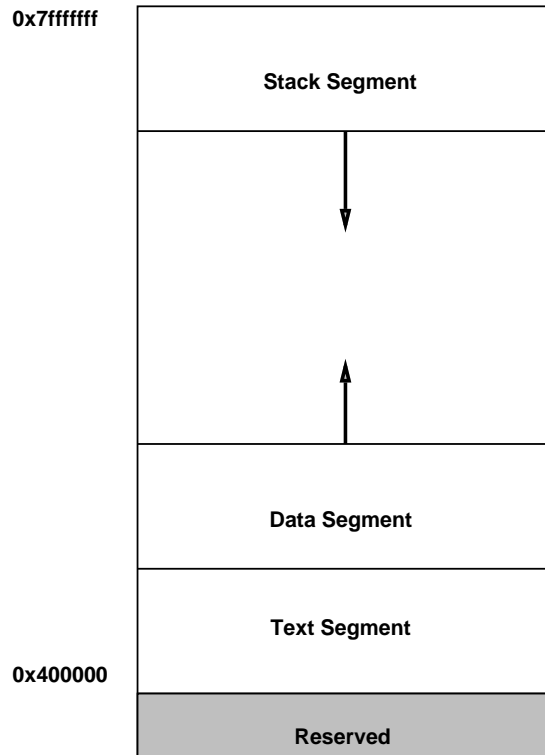 0x7fffffff
Stack Segment
Data Segment
Text Segment
0x400000
Reserved